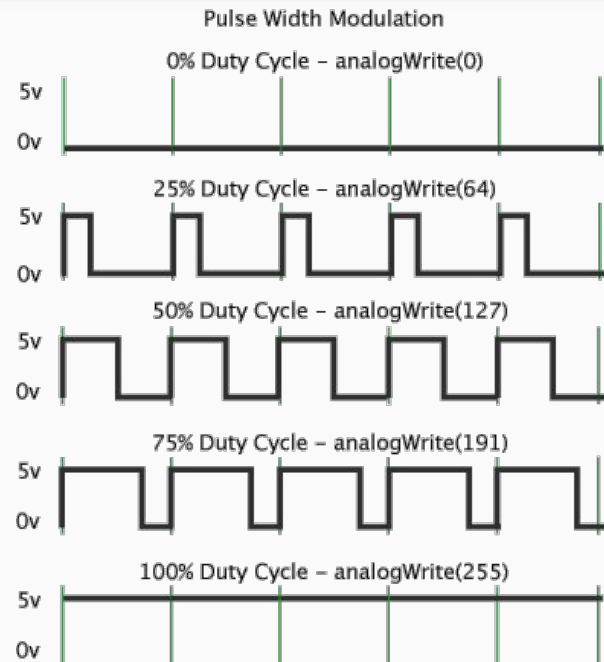 Pulse Width Modulation
0% Duty Cycle – analogWrite(0)
5v
0v
25% Duty Cycle – analogWrite(64)
5v
0v
50% Duty Cycle – analogWrite(127)
5v
0v
75% Duty Cycle – analogWrite(191)
5v
0v
100% Duty Cycle – analogWrite(255)
5v
0v